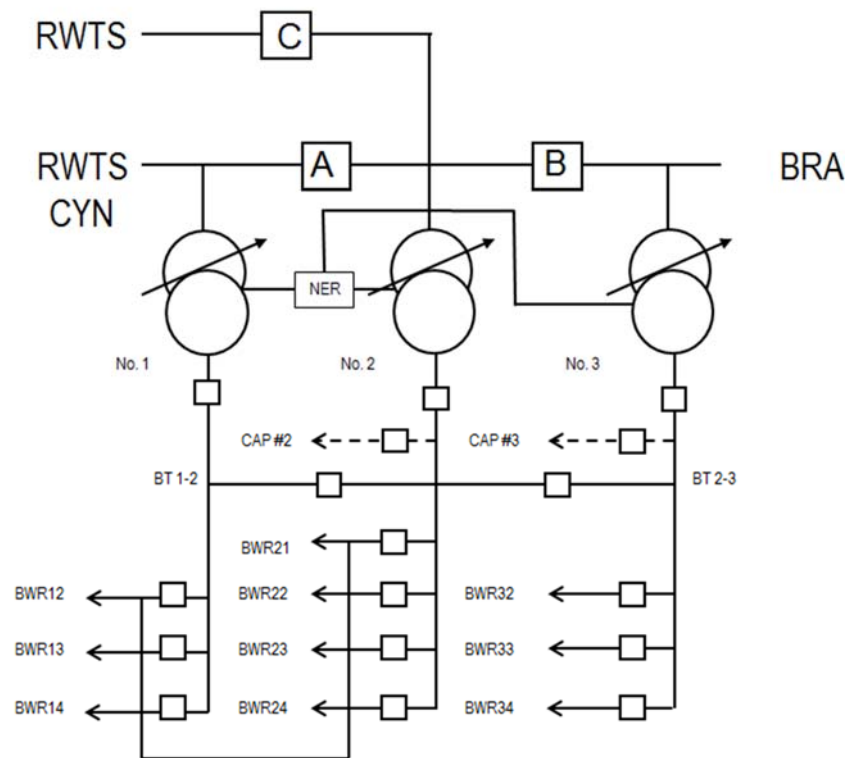 RWTS
C
RWTS
A
B
BRA
CYN
NER
No. 1
No. 2
No. 3
CAP #2
CAP #3
BT 1-2
BT 2-3
BWR21
BWR12
BWR22
BWR32
BWR13
BWR23
BWR33
BWR14
BWR24
BWR34